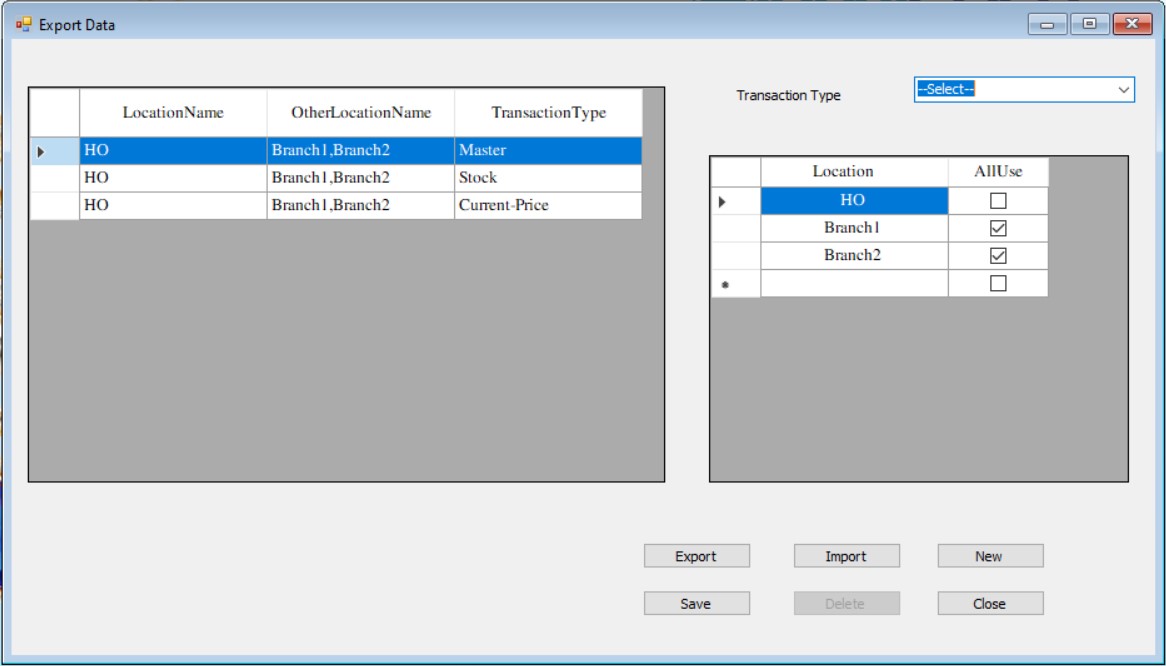 Export Data
Transaction Type --Select--
LocationName OtherLocationName TransactionType
HO Branch1,Branch2 Master
HO Branch1,Branch2 Stock
HO Branch1,Branch2 Current-Price
Location AllUse
HO
Branch1
Branch2
Export Import New
Save Delete Close